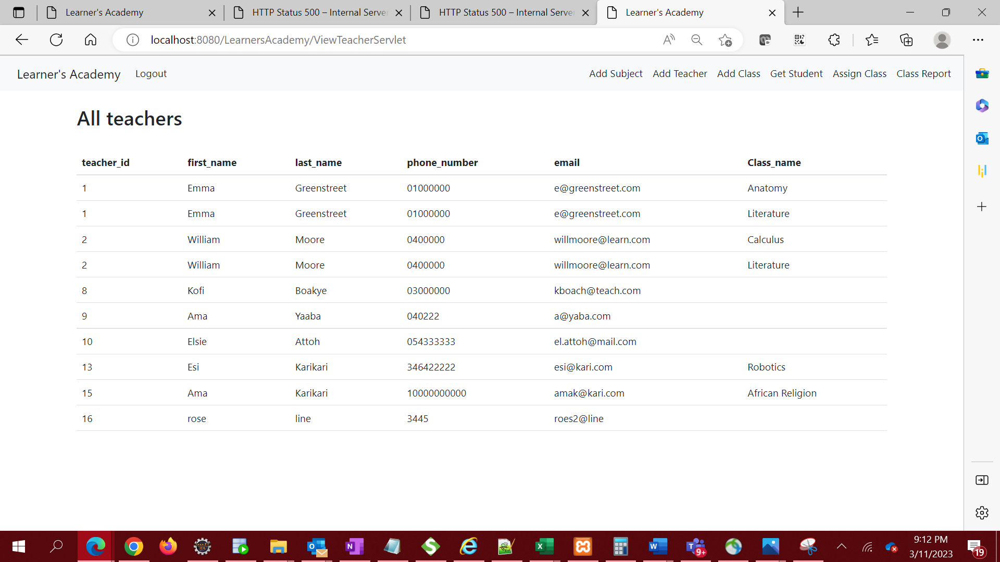 Learner's Academy
HTTP Status 500 – Internal Server
HTTP Status 500 – Internal Server
Learner's Academy
localhost:8080/LearnersAcademy/ViewTeacherServlet
Learner's Academy Logout Add Subject Add Teacher Add Class Get Student Assign Class Class Report
All teachers
teacher_id first_name last_name phone_number email Class_name
1 Emma Greenstreet 01000000 e@greenstreet.com Anatomy
1 Emma Greenstreet 01000000 e@greenstreet.com Literature
2 William Moore 0400000 willmoore@learn.com Calculus
2 William Moore 0400000 willmoore@learn.com Literature
8 Kofi Boakye 03000000 kboach@teach.com
9 Ama Yaaba 040222 a@yaba.com
10 Elsie Attoh 054333333 el.attoh@mail.com
13 Esi Karikari 346422222 esi@kari.com Robotics
15 Ama Karikari 10000000000 amak@kari.com African Religion
16 rose line 3445 roes2@line
9+
9:12 PM
3/11/2023
19